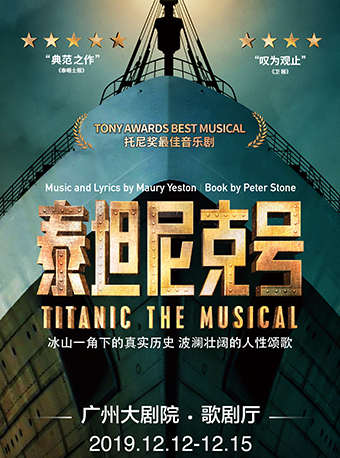 “典范之作”
《泰晤士报》
“叹为观止”
《卫报》
TONY AWARDS BEST MUSICAL
托尼奖最佳音乐剧
Music and Lyrics by Maury Yeston Book by Peter Stone
泰坦尼克号
TITANIC THE MUSICAL
冰山一角下的真实历史 波澜壮阔的人性颂歌
广州大剧院·歌剧厅
2019.12.12-12.15